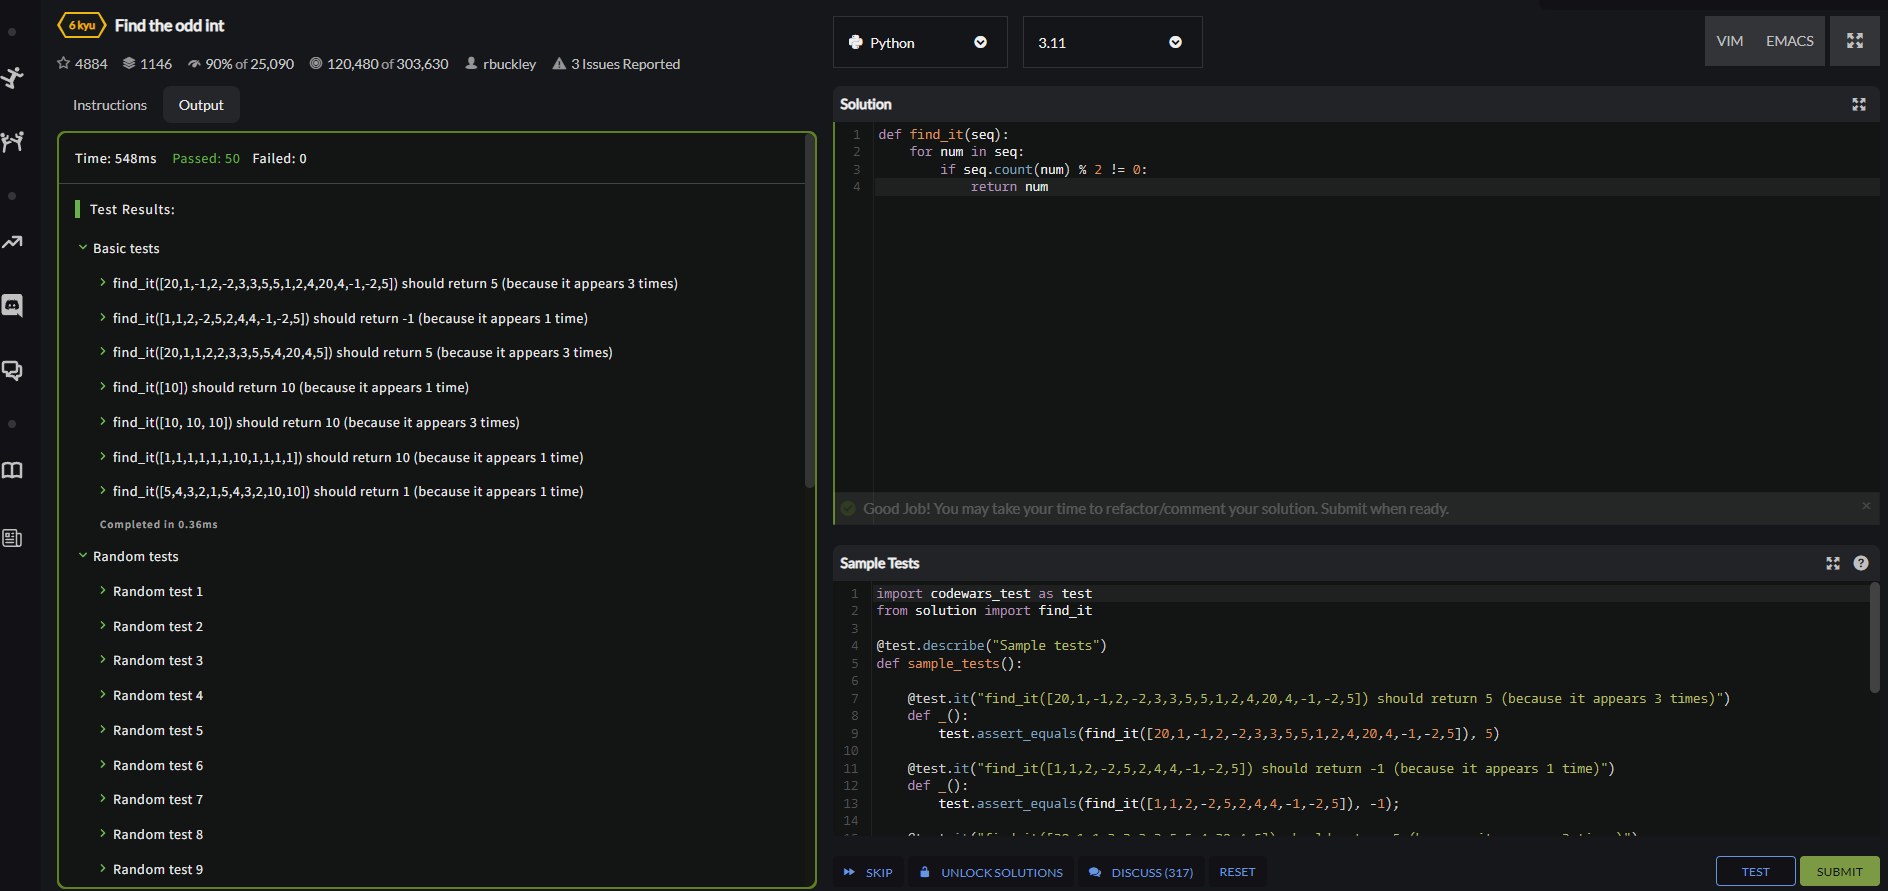 6 kyu Find the odd int
4884 1146 90% of 25,090 120,480 of 303,630 rbuckley 3 Issues Reported
Instructions Output
Time: 548ms Passed: 50 Failed: 0
Test Results:
Basic tests
find_it([20,1,-1,2,-2,3,3,5,5,1,2,4,20,4,-1,-2,5]) should return 5 (because it appears 3 times)
find_it([1,1,2,-2,5,2,4,4,-1,-2,5]) should return -1 (because it appears 1 time)
find_it([20,1,1,2,2,3,3,5,5,4,20,4,5]) should return 5 (because it appears 3 times)
find_it([10]) should return 10 (because it appears 1 time)
find_it([10, 10, 10]) should return 10 (because it appears 3 times)
find_it([1,1,1,1,1,1,10,1,1,1,1]) should return 10 (because it appears 1 time)
find_it([5,4,3,2,1,5,4,3,2,10,10]) should return 1 (because it appears 1 time)
Completed in 0.36ms
Random tests
Random test 1
Random test 2
Random test 3
Random test 4
Random test 5
Random test 6
Random test 7
Random test 8
Random test 9
Python 3.11 VIM EMACS
Solution
1 def find_it(seq):
2     for num in seq:
3         if seq.count(num) % 2 != 0:
4             return num
Good Job! You may take your time to refactor/comment your solution. Submit when ready.
Sample Tests
1 import codewars_test as test
2 from solution import find_it
3
4 @test.describe("Sample tests")
5 def sample_tests():
6
7     @test.it("find_it([20,1,-1,2,-2,3,3,5,5,1,2,4,20,4,-1,-2,5]) should return 5 (because it appears 3 times)")
8     def _():
9         test.assert_equals(find_it([20,1,-1,2,-2,3,3,5,5,1,2,4,20,4,-1,-2,5]), 5)
10
11     @test.it("find_it([1,1,2,-2,5,2,4,4,-1,-2,5]) should return -1 (because it appears 1 time)")
12     def _():
13         test.assert_equals(find_it([1,1,2,-2,5,2,4,4,-1,-2,5]), -1);
14
SKIP UNLOCK SOLUTIONS DISCUSS (317) RESET TEST SUBMIT